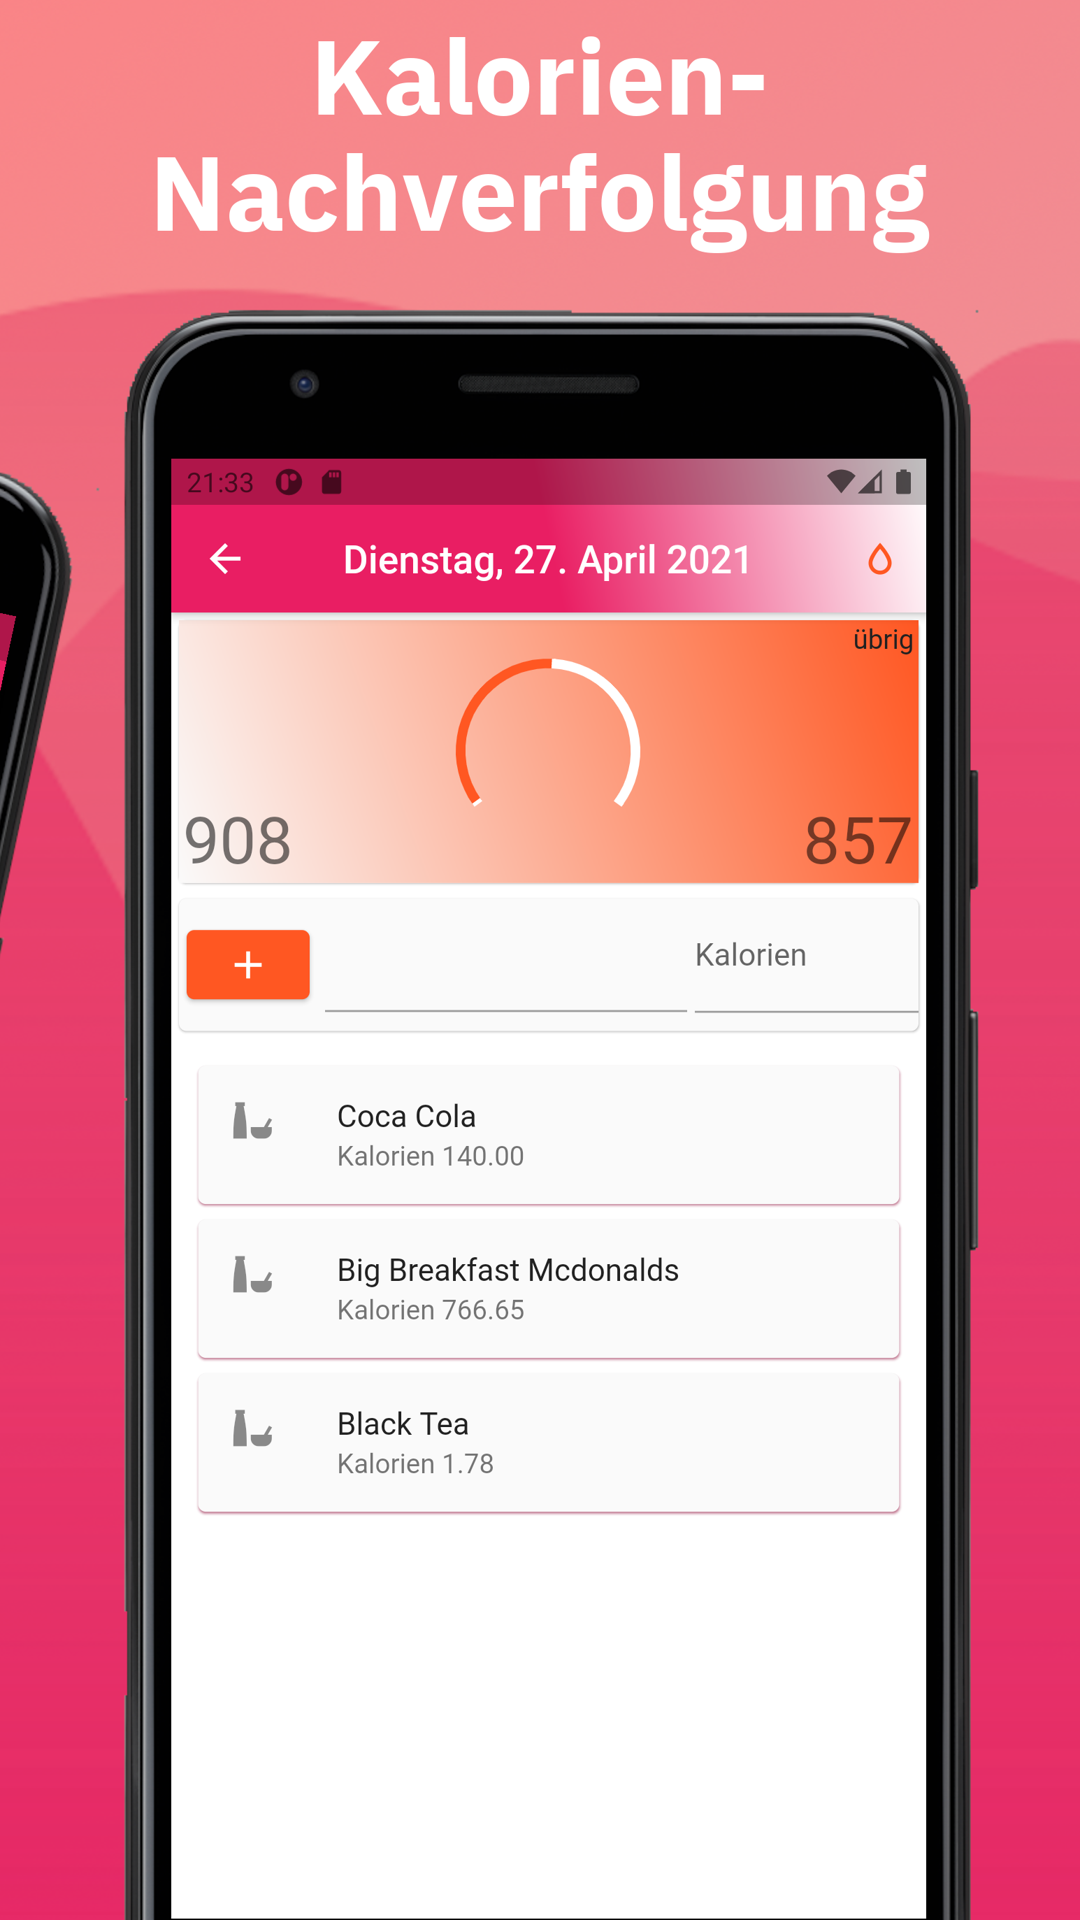 Kalorien-
Nachverfolgung
21:33
Dienstag, 27. April 2021
übrig
908
857
+
Kalorien
Coca Cola
Kalorien 140.00
Big Breakfast Mcdonalds
Kalorien 766.65
Black Tea
Kalorien 1.78